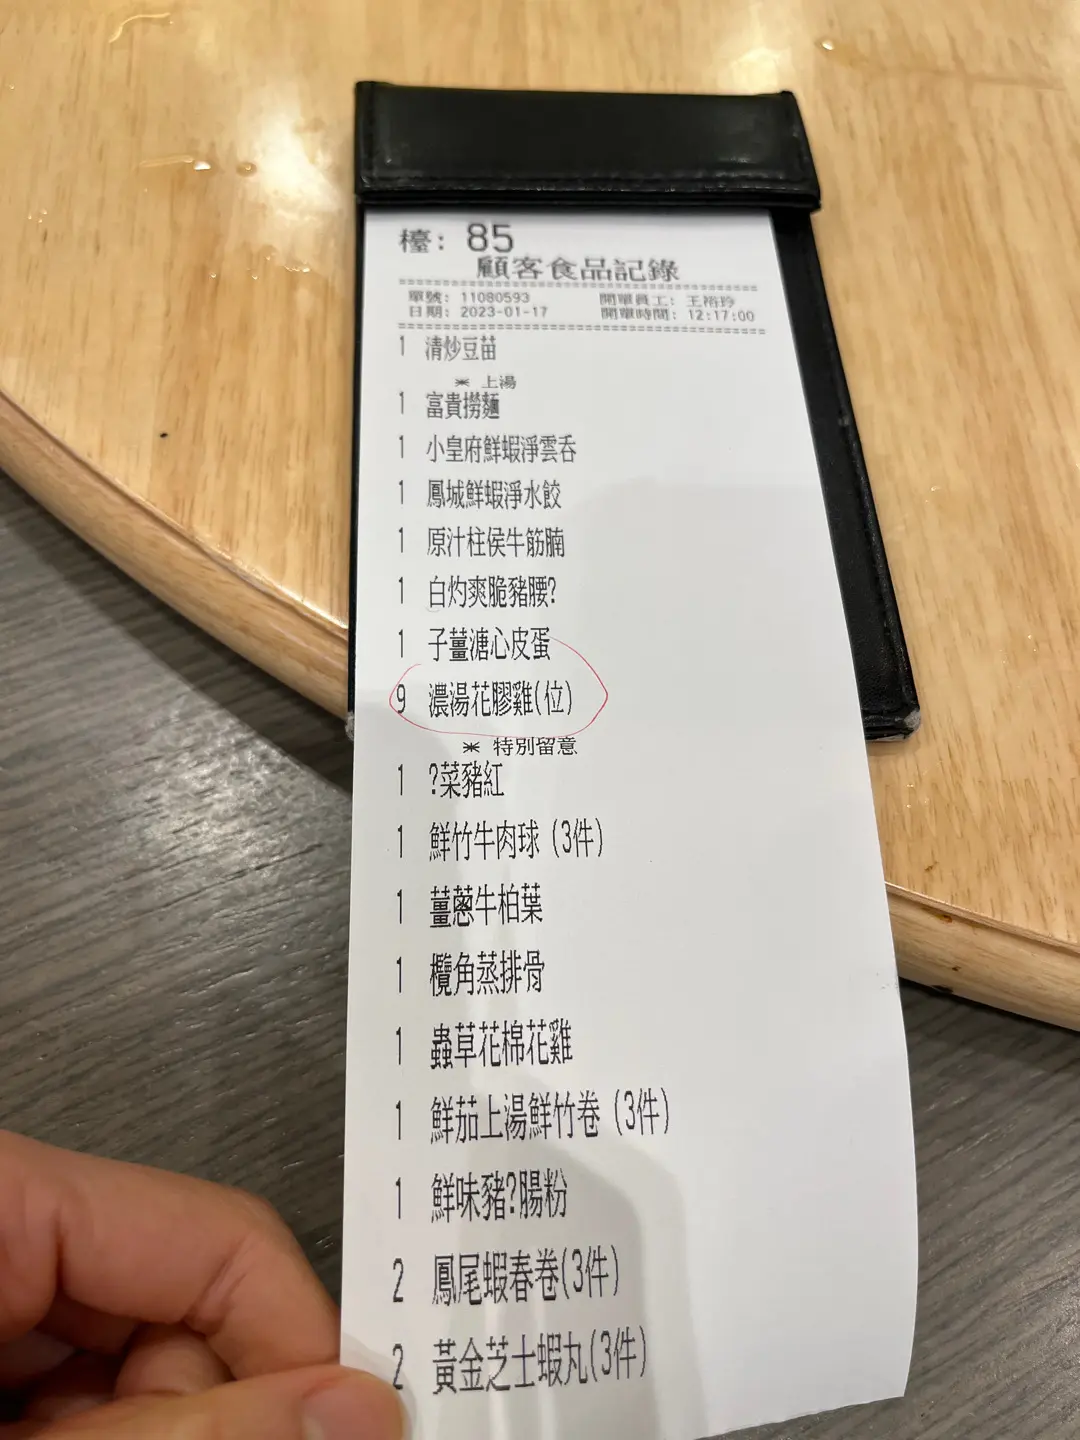 檯: 85
顧客食品記錄
單號: 11080593 開單員工: 王裕玲
日期: 2023-01-17 開單時間: 12:17:00
1 清炒豆苗
* 上湯
1 富貴撈麵
1 小皇府鮮蝦淨雲吞
1 鳳城鮮蝦淨水餃
1 原汁柱侯牛筋腩
1 白灼爽脆豬腰?
1 子薑溏心皮蛋
9 濃湯花膠雞(位)
* 特別留意
1 ?菜豬紅
1 鮮竹牛肉球 (3件)
1 薑蔥牛柏葉
1 欖角蒸排骨
1 蟲草花棉花雞
1 鮮茄上湯鮮竹卷 (3件)
1 鮮味豬?腸粉
2 鳳尾蝦春卷(3件)
2 黃金芝士蝦丸(3件)